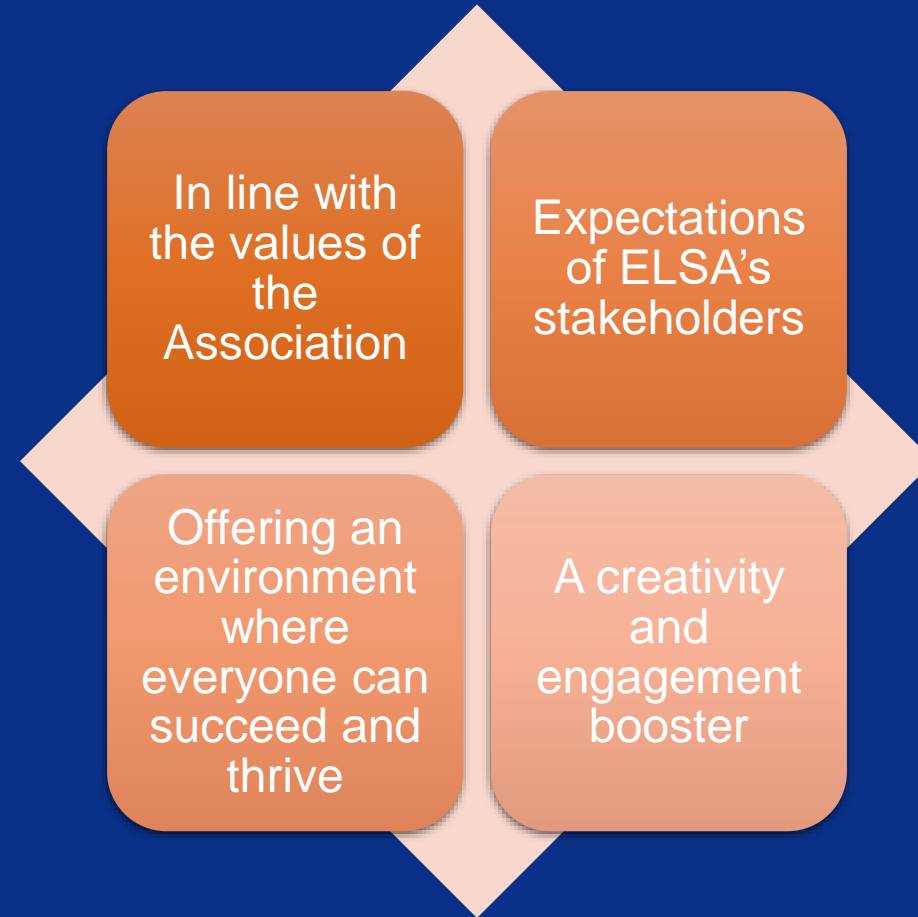 In line with
the values of
the
Association
Expectations
of ELSA’s
stakeholders
Offering an
environment
where
everyone can
succeed and
thrive
A creativity
and
engagement
booster